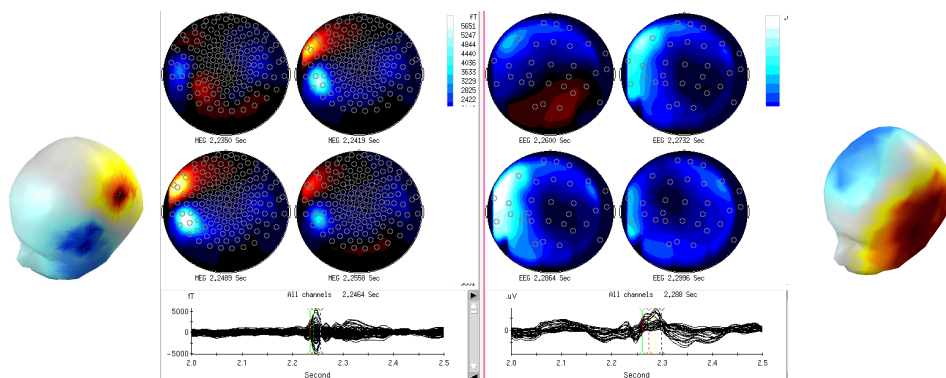 fT
5651
5247
4844
4440
4036
3633
3229
2825
2422
MEG 2.2350 Sec
MEG 2.2419 Sec
MEG 2.2489 Sec
MEG 2.2558 Sec
EEG 2.2600 Sec
EEG 2.2732 Sec
EEG 2.2864 Sec
EEG 2.2996 Sec
fT
All channels 2.2464 Sec
5000
0
-5000
2.0 2.1 2.2 2.3 2.4 2.5
Second
uV
All channels 2.288 Sec
0
2.0 2.1 2.2 2.3 2.4 2.5
Second